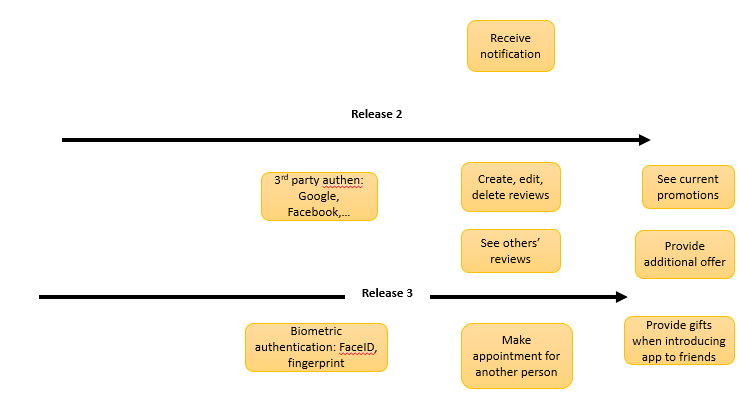 Receive
notification
Release 2
3rd party authen:
Google,
Facebook,...
Create, edit,
delete reviews
See current
promotions
See others'
reviews
Provide
additional offer
Release 3
Biometric
authentication: FaceID,
fingerprint
Make
appointment for
another person
Provide gifts
when introducing
app to friends